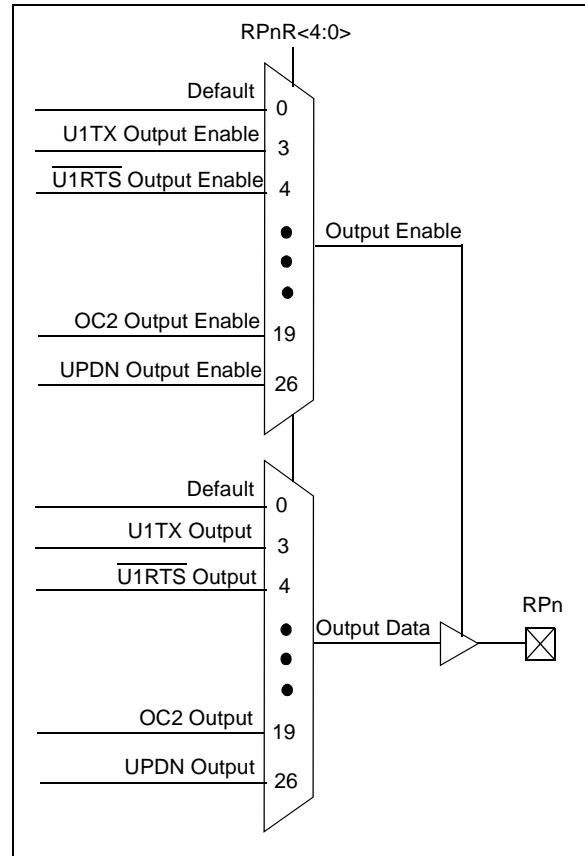 RPnR<4:0>
Default
0
U1TX Output Enable
3
U1RTS Output Enable
4
Output Enable
OC2 Output Enable
19
UPDN Output Enable
26
Default
0
U1TX Output
3
U1RTS Output
4
RPn
Output Data
OC2 Output
19
UPDN Output
26